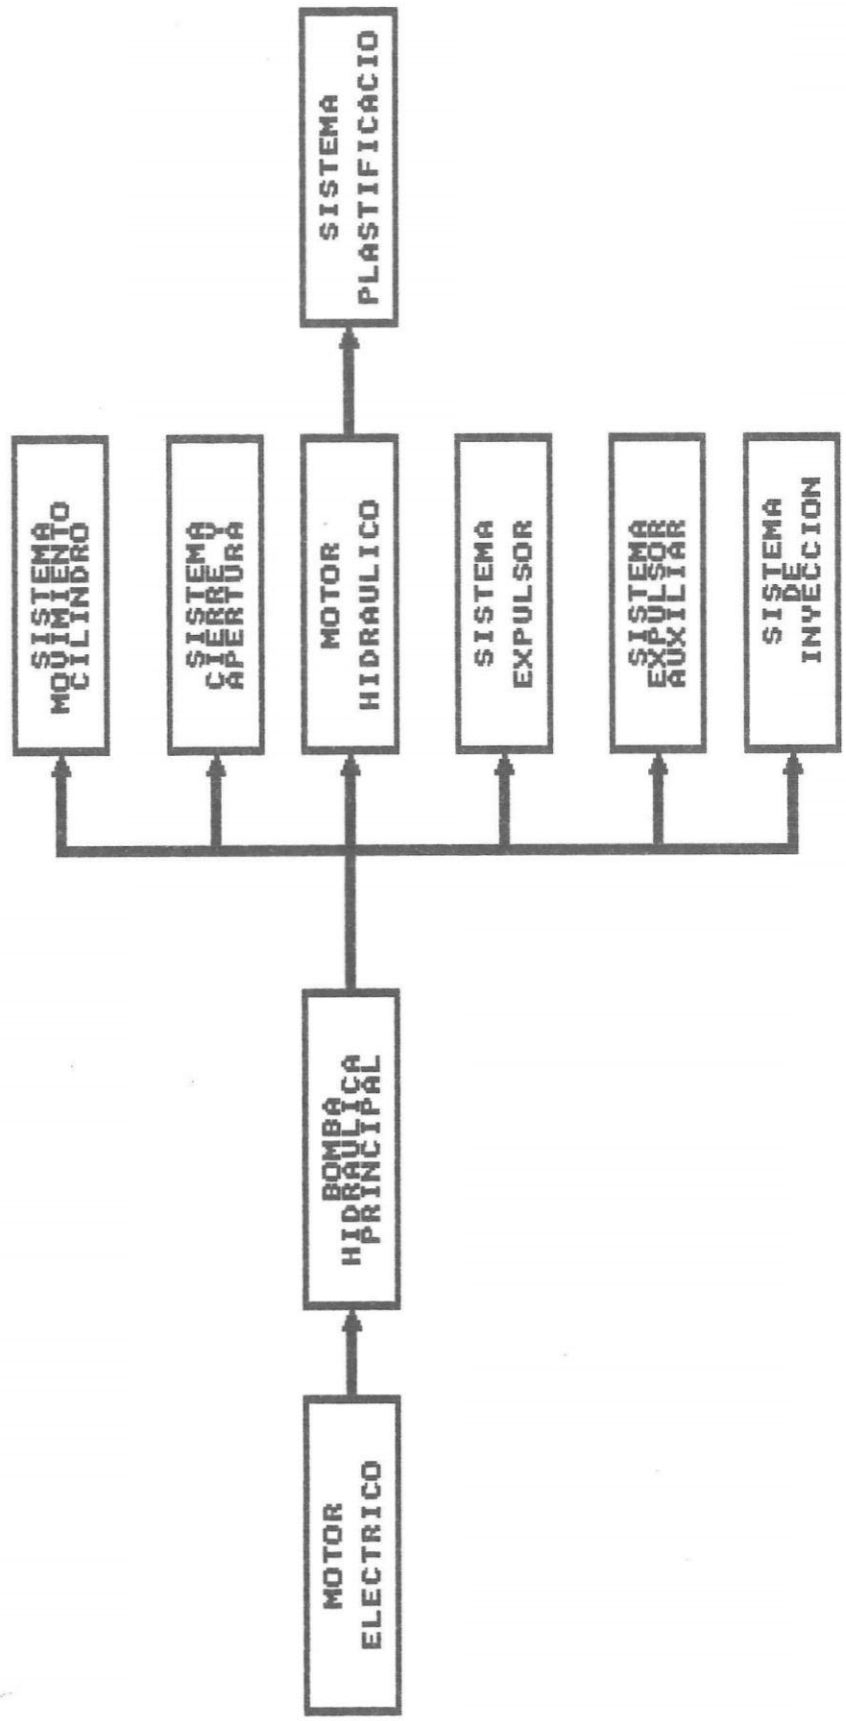 MOTOR
ELECTRICO
BOMBA
HIDRAULICA
PRINCIPAL
SISTEMA
MOVIMIENTO
CILINDRO
SISTEMA
CIERRE Y
APERTURA
MOTOR
HIDRAULICO
SISTEMA
EXPULSOR
SISTEMA
EXPULSOR
AUXILIAR
SISTEMA
DE
INYECCION
SISTEMA
PLASTIFICACIO